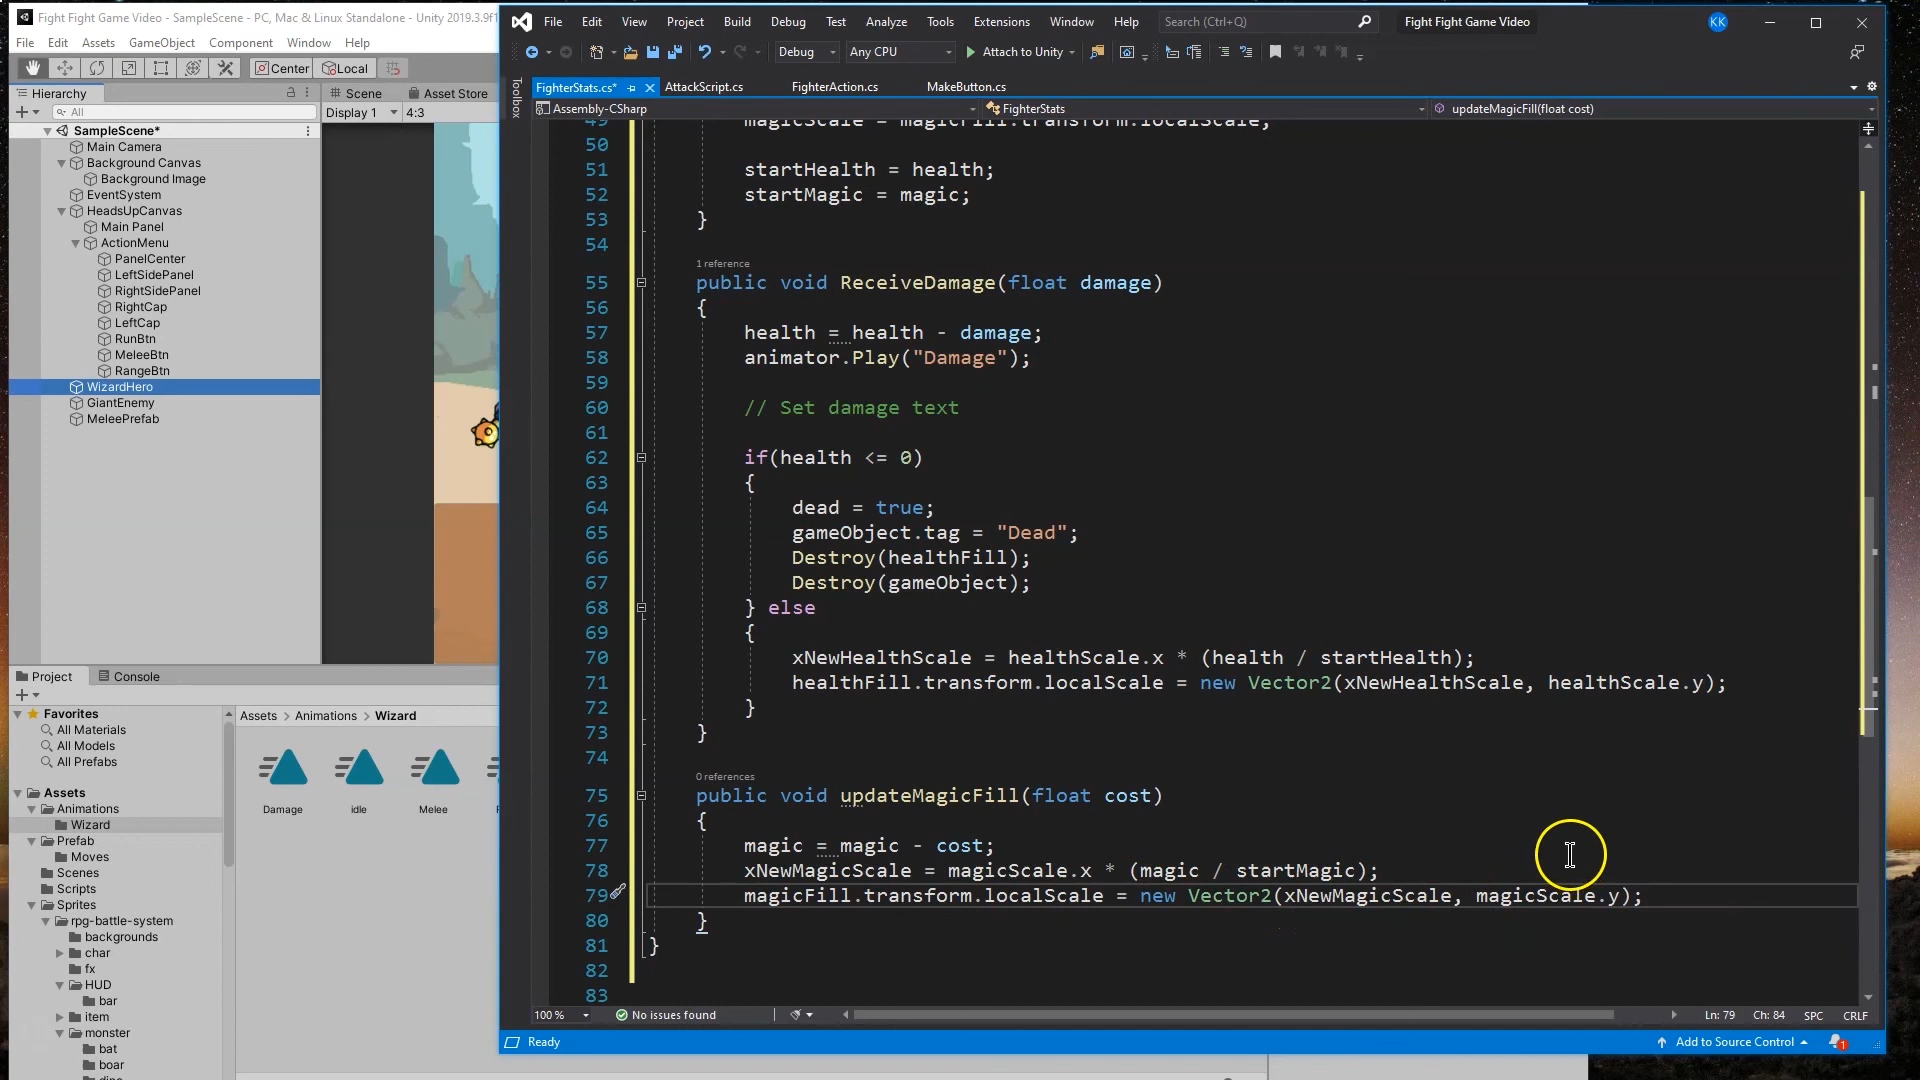 Fight Fight Game Video - SampleScene - PC, Mac & Linux Standalone - Unity 2019.3.9f1
File Edit Assets GameObject Component Window Help
Center Local
Hierarchy
All
SampleScene*
Main Camera
Background Canvas
Background Image
EventSystem
HeadsUpCanvas
Main Panel
ActionMenu
PanelCenter
LeftSidePanel
RightSidePanel
RightCap
LeftCap
RunBtn
MeleeBtn
RangeBtn
WizardHero
GiantEnemy
MeleePrefab
Scene Asset Store
Display 1 4:3
Project Console
Favorites
All Materials
All Models
All Prefabs
Assets
Animations
Wizard
Prefab
Moves
Scenes
Scripts
Sprites
rpg-battle-system
backgrounds
char
fx
HUD
bar
item
monster
bat
boar
Assets > Animations > Wizard
Damage idle Melee
File Edit View Project Build Debug Test Analyze Tools Extensions Window Help
Search (Ctrl+Q)
Fight Fight Game Video
KK
Debug Any CPU Attach to Unity
Toolbox
FighterStats.cs* AttackScript.cs FighterAction.cs MakeButton.cs
Assembly-CSharp FighterStats updateMagicFill(float cost)
49 magicScale = magicFill.transform.localScale;
50
51 startHealth = health;
52 startMagic = magic;
53 }
54
1 reference
55 public void ReceiveDamage(float damage)
56 {
57 health = health - damage;
58 animator.Play("Damage");
59
60 // Set damage text
61
62 if(health <= 0)
63 {
64 dead = true;
65 gameObject.tag = "Dead";
66 Destroy(healthFill);
67 Destroy(gameObject);
68 } else
69 {
70 xNewHealthScale = healthScale.x * (health / startHealth);
71 healthFill.transform.localScale = new Vector2(xNewHealthScale, healthScale.y);
72 }
73 }
74
0 references
75 public void updateMagicFill(float cost)
76 {
77 magic = magic - cost;
78 xNewMagicScale = magicScale.x * (magic / startMagic);
79 magicFill.transform.localScale = new Vector2(xNewMagicScale, magicScale.y);
80 }
81 }
82
83
100 % No issues found Ln: 79 Ch: 84 SPC CRLF
Ready Add to Source Control 1